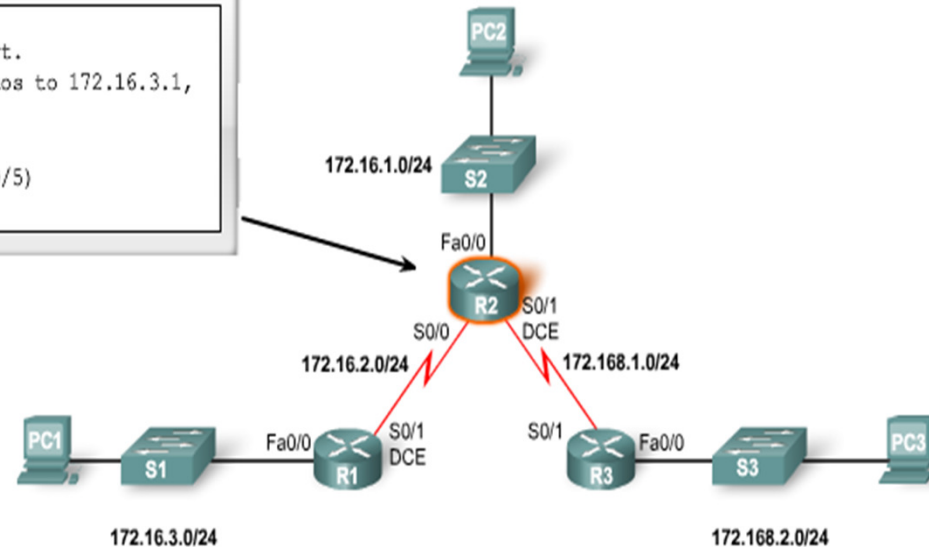 t.
os to 172.16.3.1,
/5)
PC2
172.16.1.0/24
S2
Fa0/0
R2
S0/1
DCE
S0/0
172.16.2.0/24
172.168.1.0/24
PC1
S1
Fa0/0
R1
S0/1
DCE
S0/1
R3
Fa0/0
S3
PC3
172.16.3.0/24
172.168.2.0/24